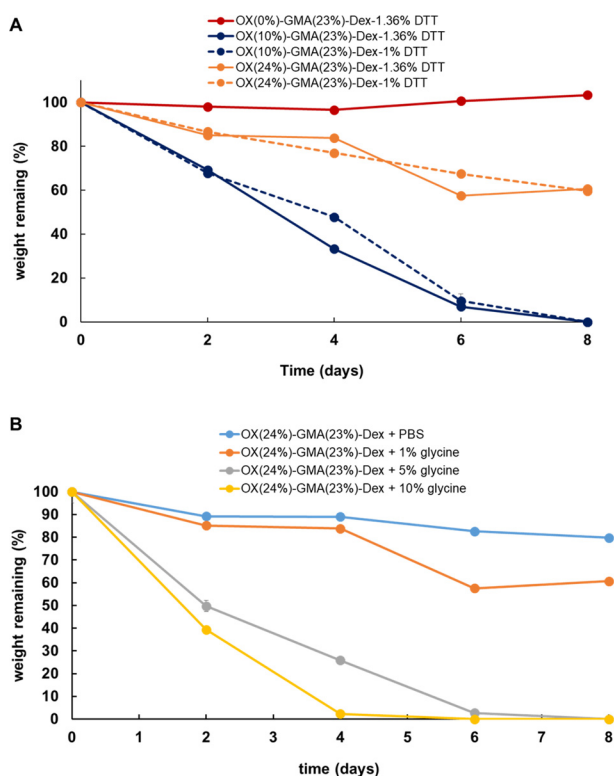 A
OX(0%)-GMA(23%)-Dex-1.36% DTT
OX(10%)-GMA(23%)-Dex-1.36% DTT
OX(10%)-GMA(23%)-Dex-1% DTT
OX(24%)-GMA(23%)-Dex-1.36% DTT
OX(24%)-GMA(23%)-Dex-1% DTT
weight remaing (%)
100
80
60
40
20
0
0 2 4 6 8
Time (days)
B
OX(24%)-GMA(23%)-Dex + PBS
OX(24%)-GMA(23%)-Dex + 1% glycine
OX(24%)-GMA(23%)-Dex + 5% glycine
OX(24%)-GMA(23%)-Dex + 10% glycine
weight remaining (%)
100
90
80
70
60
50
40
30
20
10
0
0 1 2 3 4 5 6 7 8
time (days)